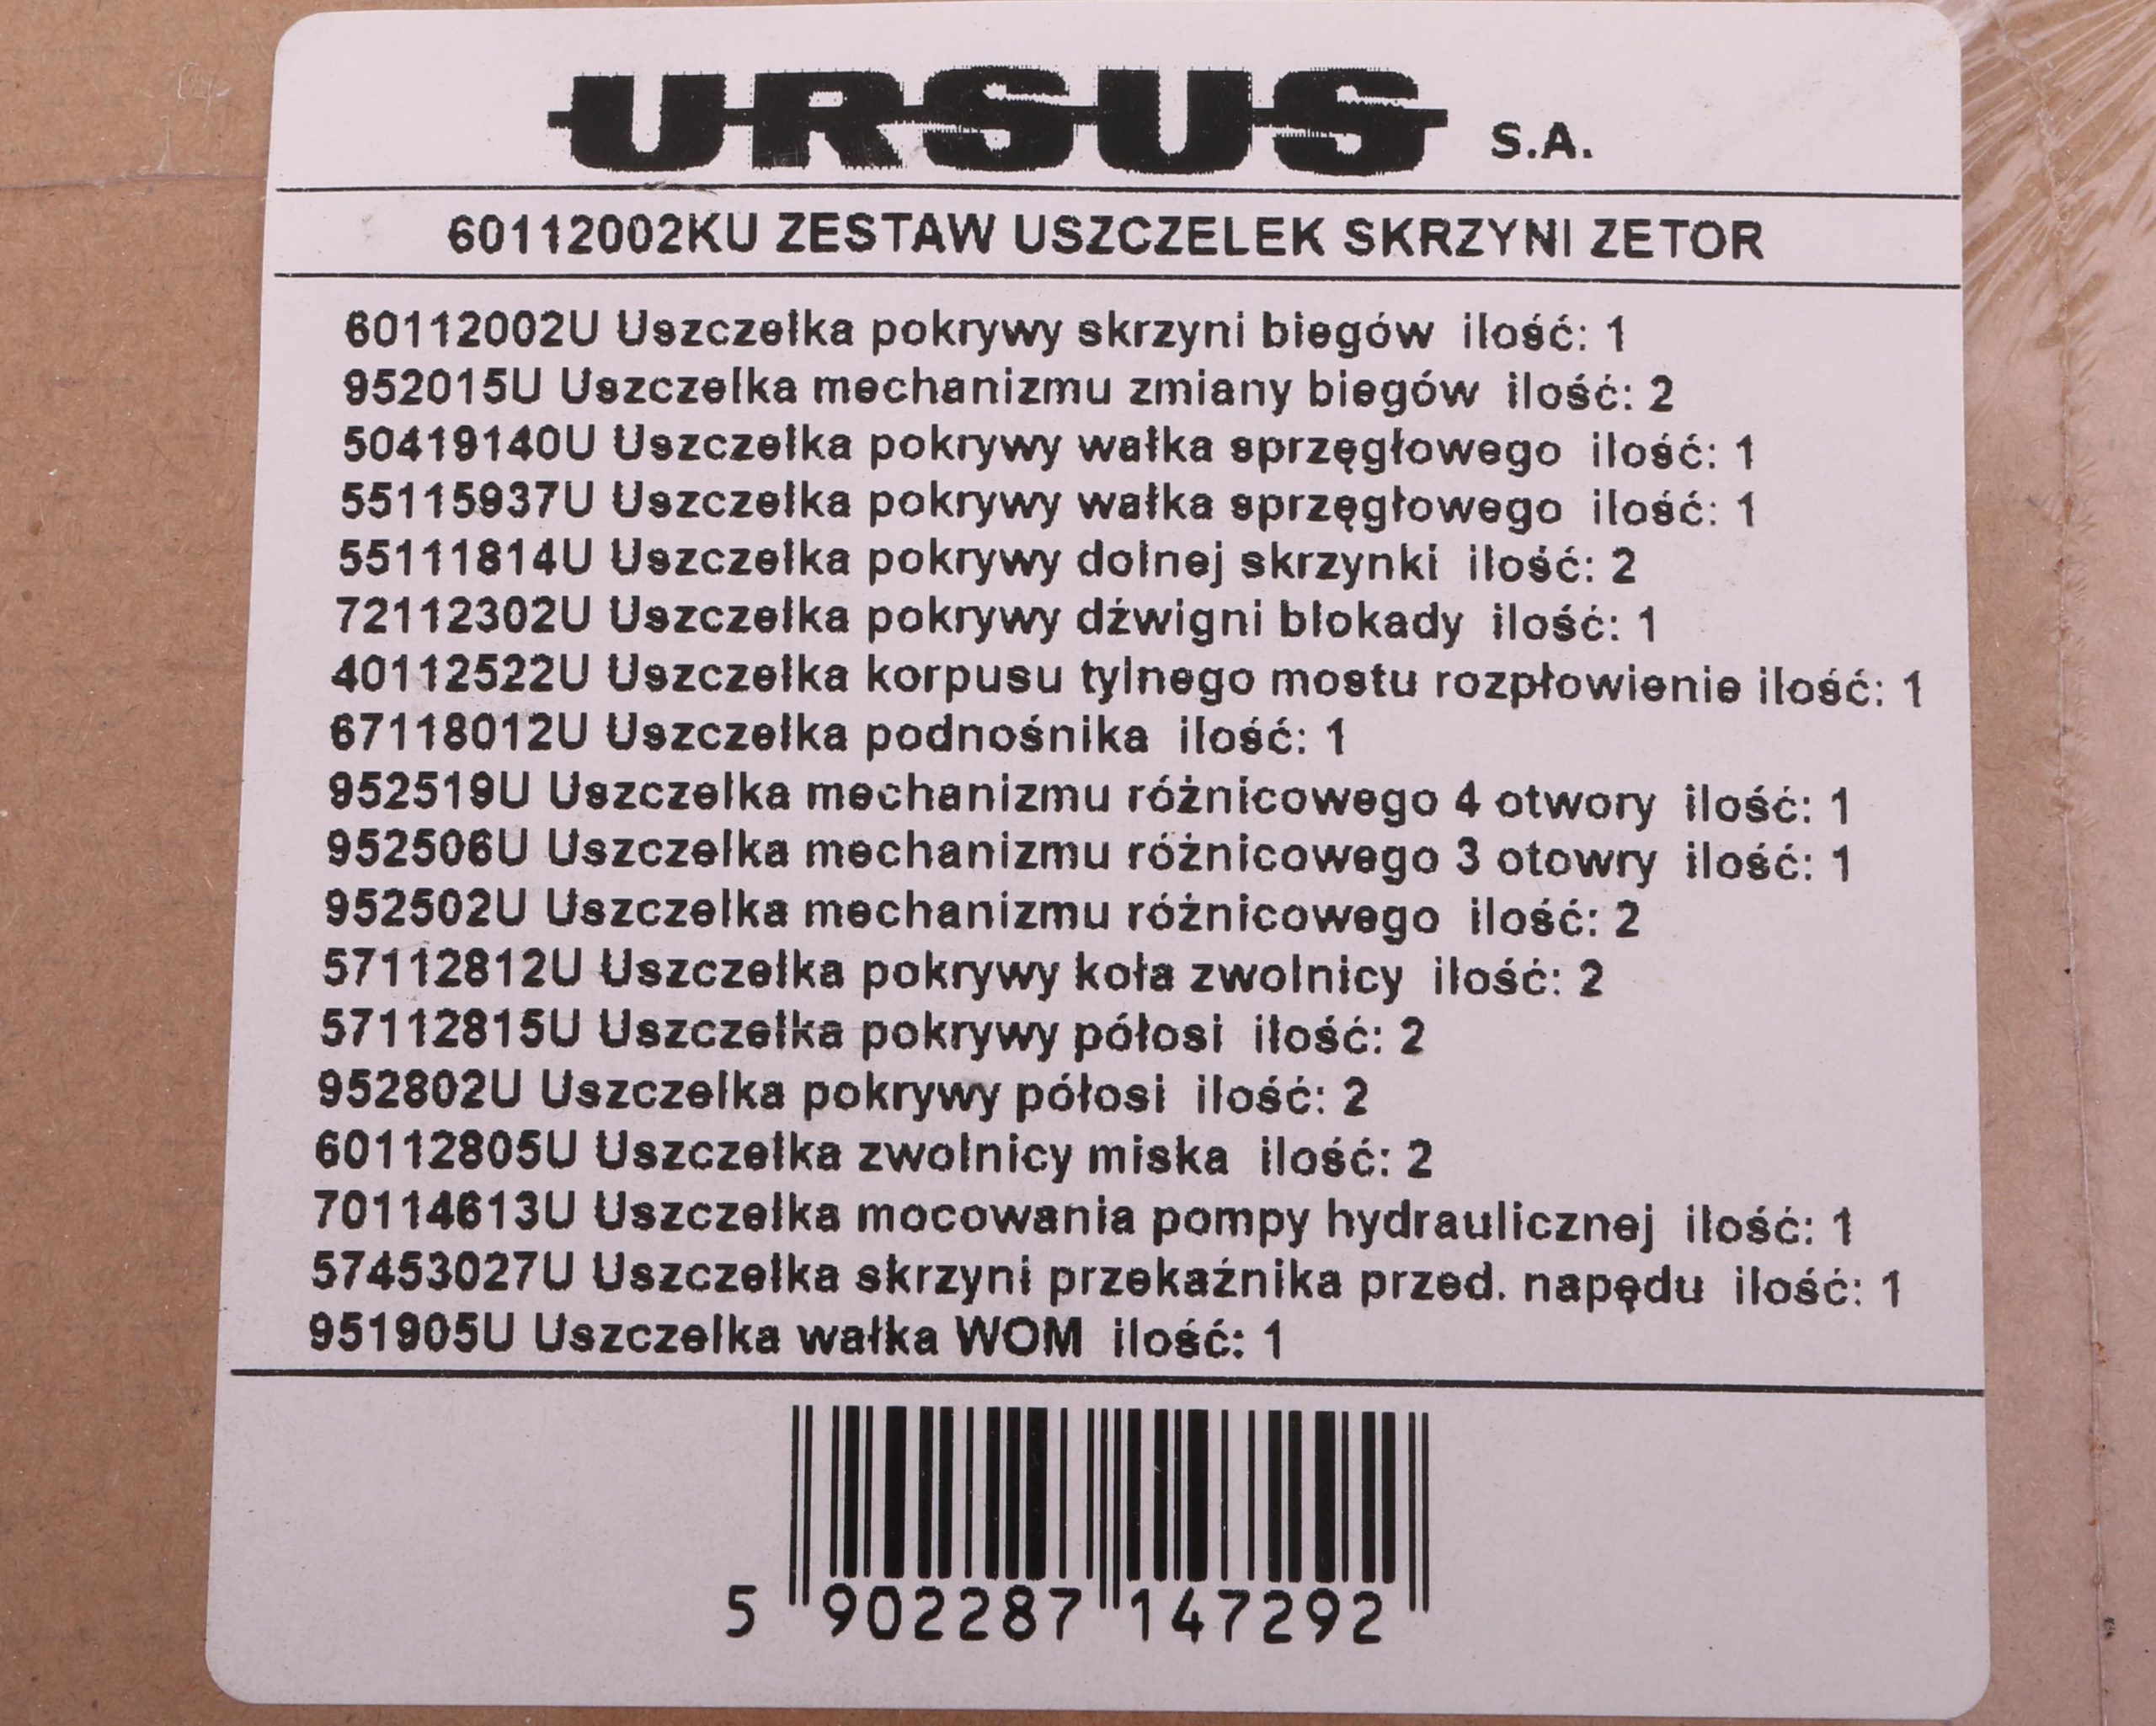 URSUS S.A.
60112002KU ZESTAW USZCZELEK SKRZYNI ZETOR
60112002U Uszczelka pokrywy skrzyni biegów ilość: 1
952015U Uszczelka mechanizmu zmiany biegów ilość: 2
50419140U Uszczelka pokrywy wałka sprzęgłowego ilość: 1
55115937U Uszczelka pokrywy wałka sprzęgłowego ilość: 1
55111814U Uszczelka pokrywy dolnej skrzynki ilość: 2
72112302U Uszczelka pokrywy dźwigni blokady ilość: 1
40112522U Uszczelka korpusu tylnego mostu rozpłowienie ilość: 1
67118012U Uszczelka podnośnika ilość: 1
952519U Uszczelka mechanizmu różnicowego 4 otwory ilość: 1
952506U Uszczelka mechanizmu różnicowego 3 otowry ilość: 1
952502U Uszczelka mechanizmu różnicowego ilość: 2
57112812U Uszczelka pokrywy koła zwolnicy ilość: 2
57112815U Uszczelka pokrywy półosi ilość: 2
952802U Uszczelka pokrywy półosi ilość: 2
60112805U Uszczelka zwolnicy miska ilość: 2
70114613U Uszczelka mocowania pompy hydraulicznej ilość: 1
57453027U Uszczelka skrzyni przekaźnika przed. napędu ilość: 1
951905U Uszczelka wałka WOM ilość: 1
5 902287 147292